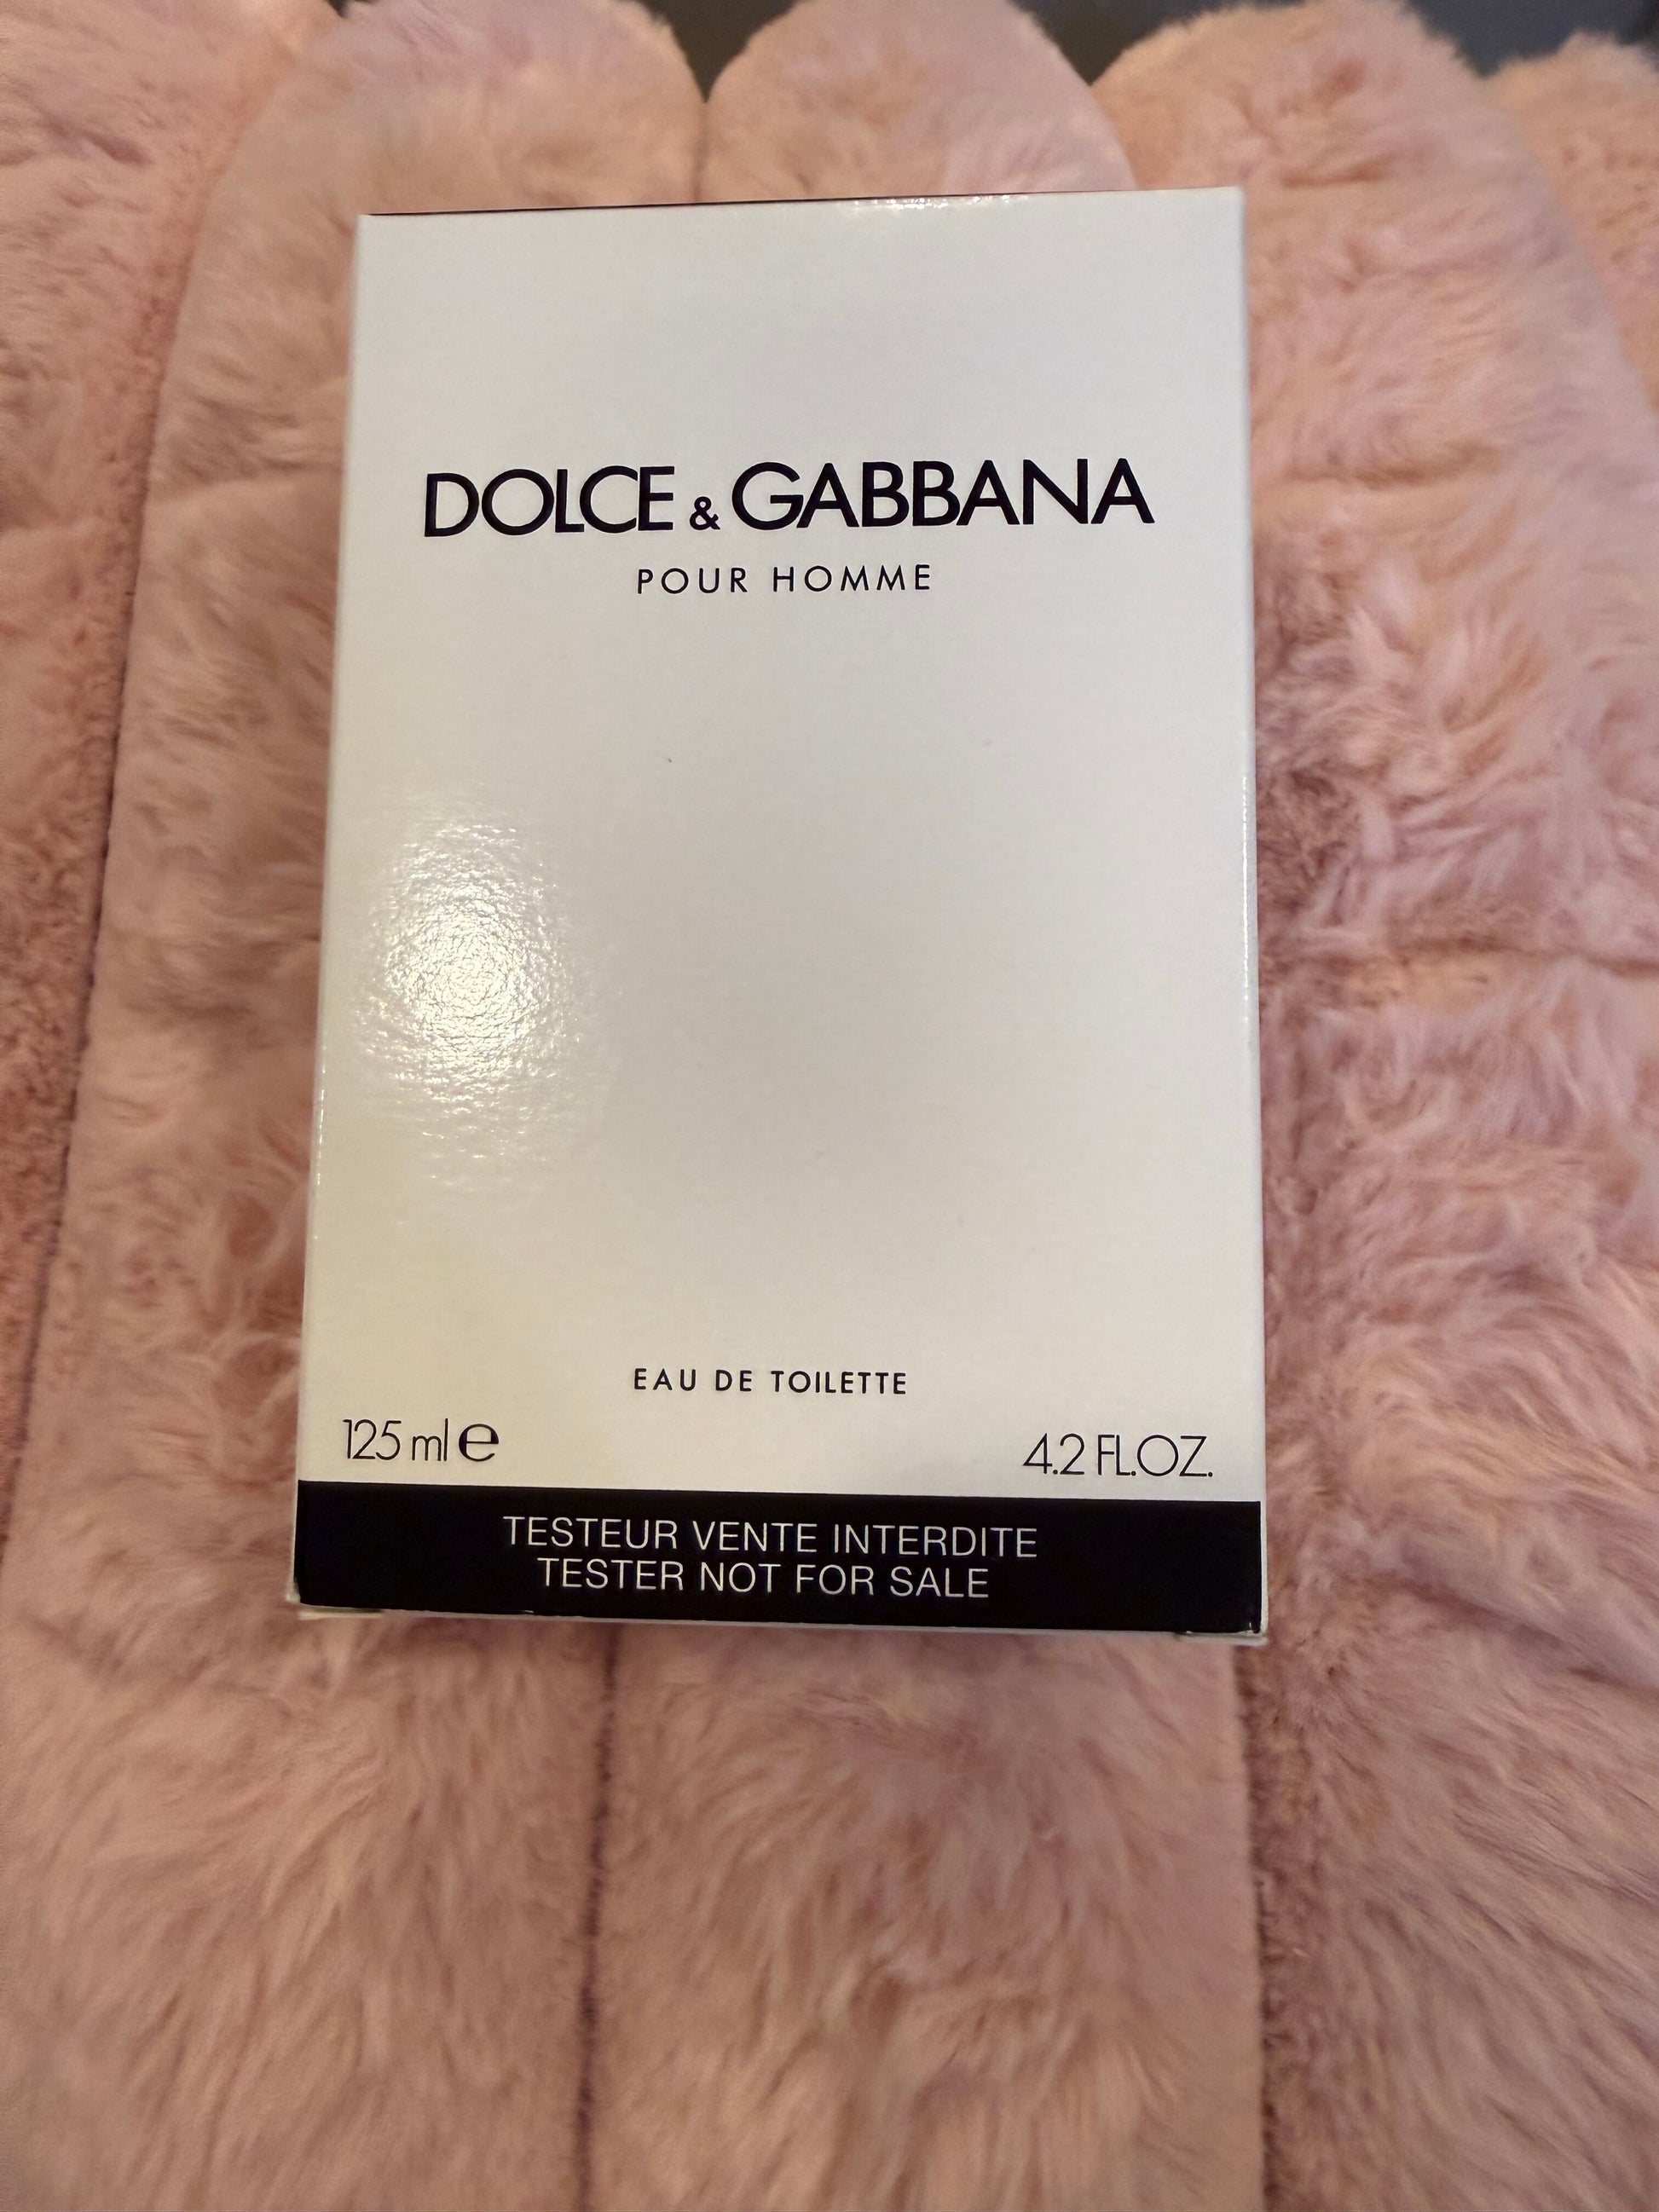 DOLCE & GABBANA
POUR HOMME
EAU DE TOILETTE
125 ml ℮
4.2 FL.OZ.
TESTEUR VENTE INTERDITE
TESTER NOT FOR SALE